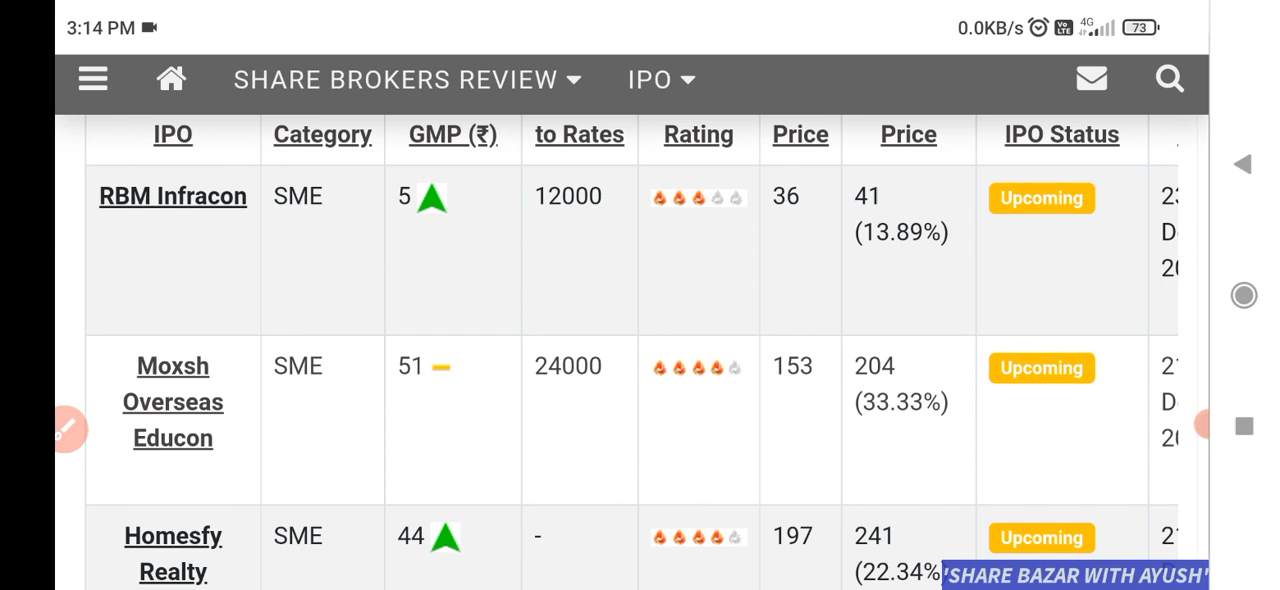 3:14 PM 0.0KB/s Vo LTE 4G 73
SHARE BROKERS REVIEW IPO
IPO Category GMP (₹) to Rates Rating Price Price IPO Status
RBM Infracon SME 5 12000 36 41 Upcoming
(13.89%)
Moxsh SME 51 24000 153 204 Upcoming
Overseas (33.33%)
Educon
Homesfy SME 44 - 197 241 Upcoming
Realty (22.34%)
'SHARE BAZAR WITH AYUSH'